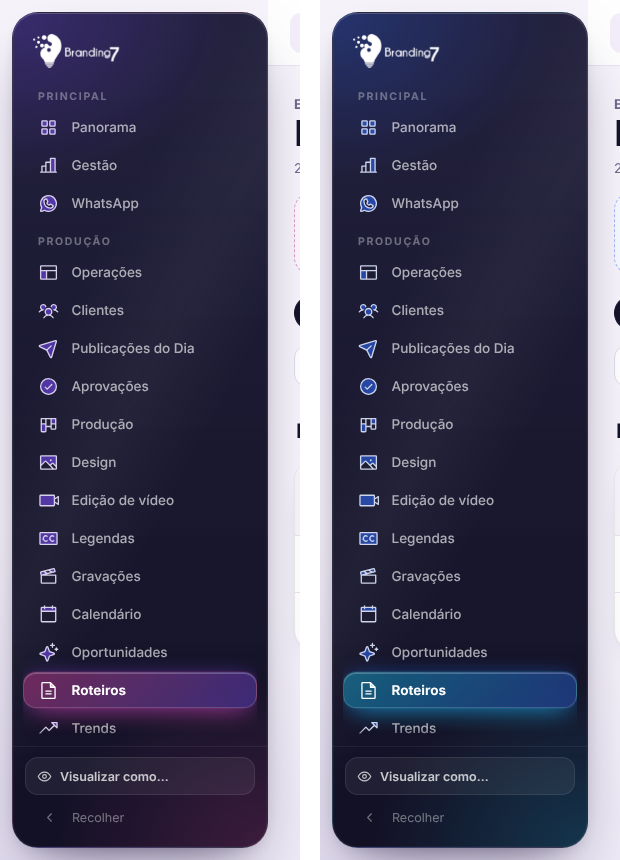 Branding7
PRINCIPAL
Panorama
Gestão
WhatsApp
PRODUÇÃO
Operações
Clientes
Publicações do Dia
Aprovações
Produção
Design
Edição de vídeo
CC Legendas
Gravações
Calendário
Oportunidades
Roteiros
Trends
Visualizar como...
Recolher
Branding7
PRINCIPAL
Panorama
Gestão
WhatsApp
PRODUÇÃO
Operações
Clientes
Publicações do Dia
Aprovações
Produção
Design
Edição de vídeo
CC Legendas
Gravações
Calendário
Oportunidades
Roteiros
Trends
Visualizar como...
Recolher